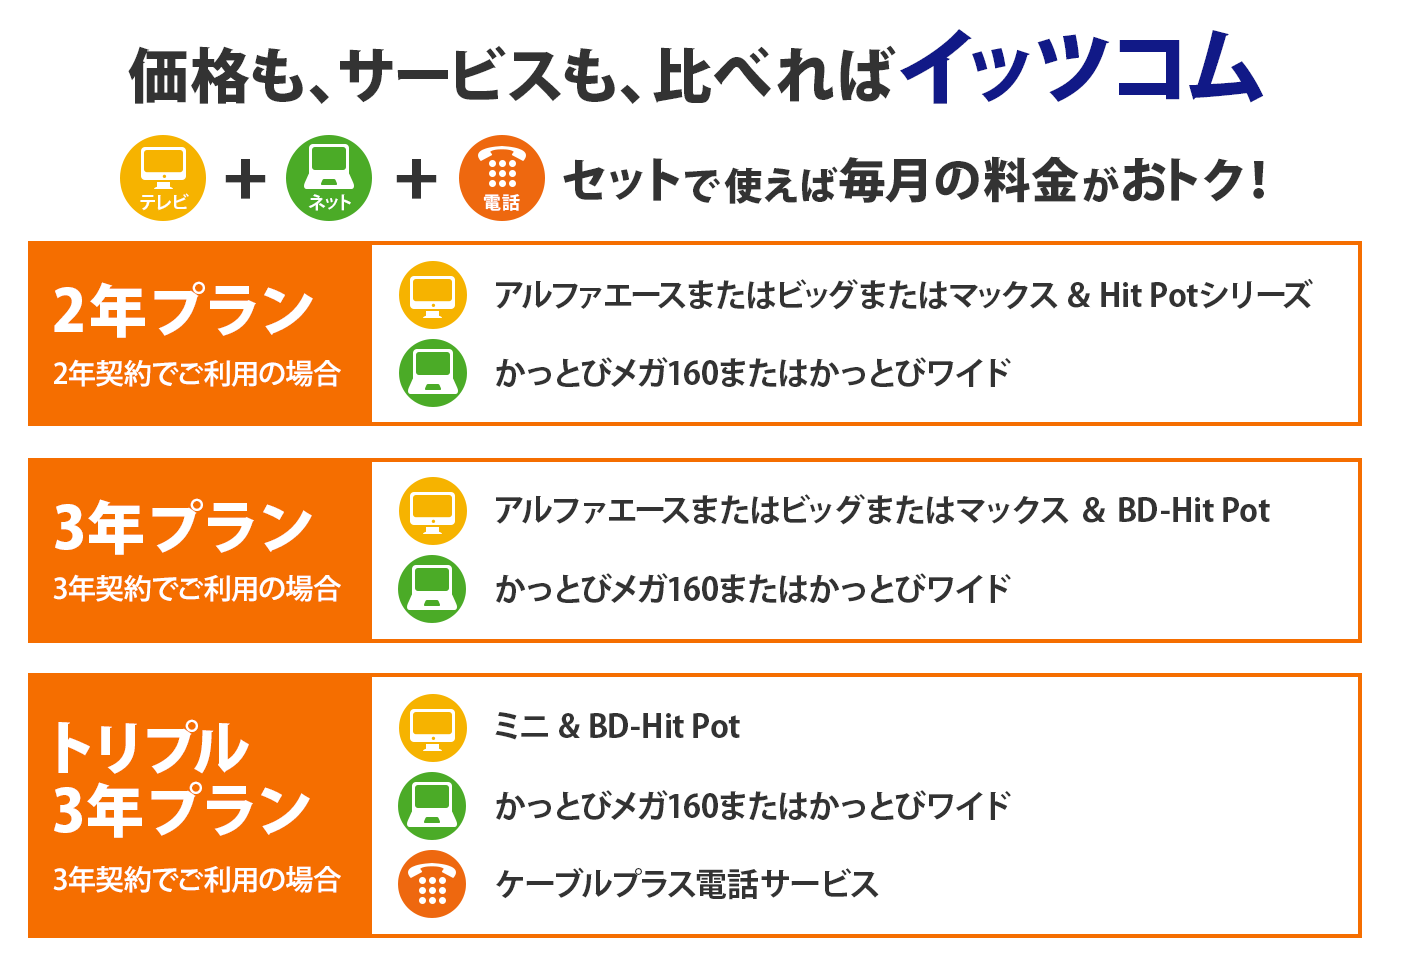 価格も、サービスも、比べればイッツコム
テレビ + ネット + 電話 セットで使えば毎月の料金がおトク!
2年プラン
2年契約でご利用の場合
アルファエースまたはビッグまたはマックス & Hit Potシリーズ
かっとびメガ160またはかっとびワイド
3年プラン
3年契約でご利用の場合
アルファエースまたはビッグまたはマックス & BD-Hit Pot
かっとびメガ160またはかっとびワイド
トリプル
3年プラン
3年契約でご利用の場合
ミニ & BD-Hit Pot
かっとびメガ160またはかっとびワイド
ケーブルプラス電話サービス